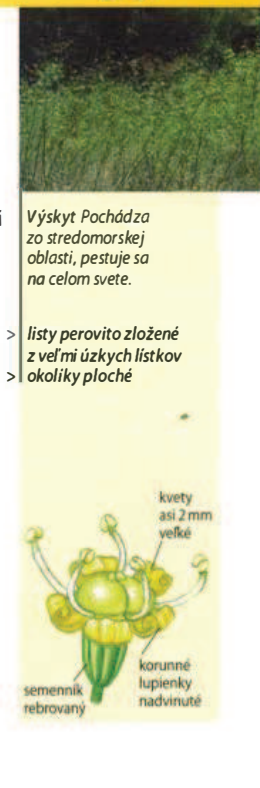 Výskyt Pochádza
zo stredomorskej
oblasti, pestuje sa
na celom svete.
> listy perovito zložené
z veľmi úzkych lístkov
> okolíky ploché
kvety
asi 2 mm
veľké
korunné
lupienky
nadvinuté
semenník
rebrovaný